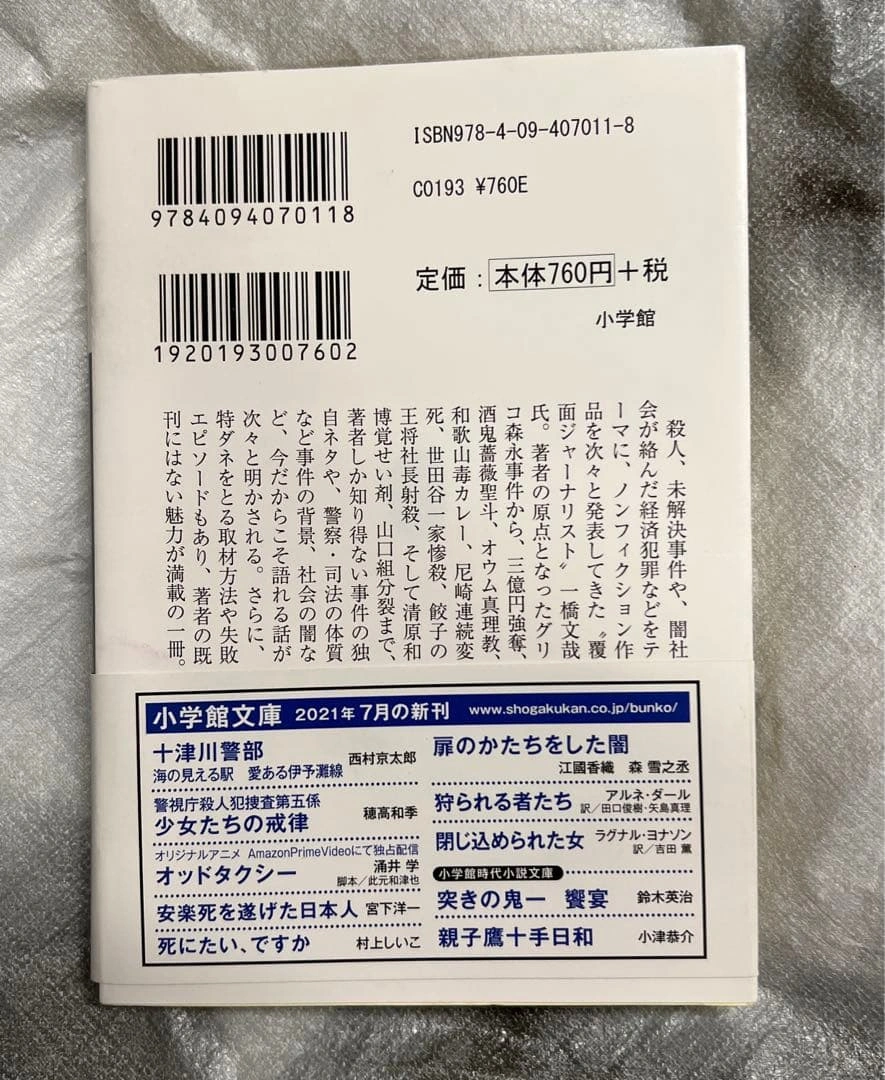 ISBN978-4-09-407011-8
9784094070118
C0193 ¥760E
定価：本体760円＋税
小学館
1920193007602
殺人、未解決事件や、闇社
会が絡んだ経済犯罪などをテ
ーマに、ノンフィクション作
品を次々と発表してきた〝覆
面ジャーナリスト〟一橋文哉
氏。著者の原点となったグリ
コ森永事件から、三億円強奪、
酒鬼薔薇聖斗、オウム真理教、
和歌山毒カレー、尼崎連続変
死、世田谷一家惨殺、餃子の
王将社長射殺、そして清原和
博覚せい剤、山口組分裂まで、
著者しか知り得ない事件の独
自ネタや、警察・司法の体質
など事件の背景、社会の闇な
ど、今だからこそ語れる話が
次々と明かされる。さらに、
特ダネをとる取材方法や失敗
エピソードもあり、著者の既
刊にはない魅力が満載の一冊。
小学館文庫 2021年 7月の新刊 www.shogakukan.co.jp/bunko/
十津川警部
海の見える駅 愛ある伊予灘線 西村京太郎
警視庁殺人犯捜査第五係
少女たちの戒律 穂高和季
オリジナルアニメ AmazonPrimeVideoにて独占配信
オッドタクシー 涌井 学
脚本／此元和津也
安楽死を遂げた日本人 宮下洋一
死にたい、ですか 村上しいこ
扉のかたちをした闇
江國香織 森 雪之丞
狩られる者たち アルネ・ダール
訳／田口俊樹・矢島真理
閉じ込められた女 ラグナル・ヨナソン
訳／吉田 薫
小学館時代小説文庫
突きの鬼一 饗宴 鈴木英治
親子鷹十手日和 小津恭介